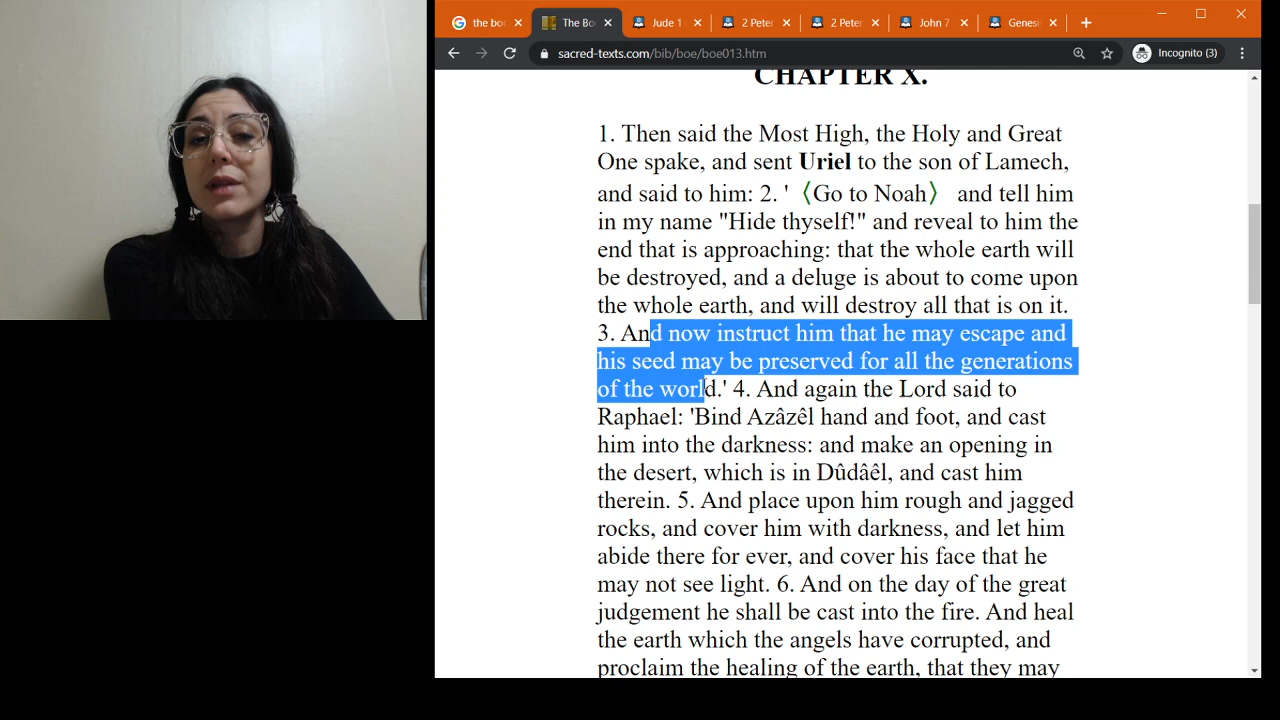 the boo
The Boo
Jude 1
2 Peter
2 Peter
John 7
Genesi
sacred-texts.com/bib/boe/boe013.htm
Incognito (3)
CHAPTER X.
1. Then said the Most High, the Holy and Great
One spake, and sent Uriel to the son of Lamech,
and said to him: 2. '⟨Go to Noah⟩ and tell him
in my name "Hide thyself!" and reveal to him the
end that is approaching: that the whole earth will
be destroyed, and a deluge is about to come upon
the whole earth, and will destroy all that is on it.
3. And now instruct him that he may escape and
his seed may be preserved for all the generations
of the world.' 4. And again the Lord said to
Raphael: 'Bind Azâzêl hand and foot, and cast
him into the darkness: and make an opening in
the desert, which is in Dûdâêl, and cast him
therein. 5. And place upon him rough and jagged
rocks, and cover him with darkness, and let him
abide there for ever, and cover his face that he
may not see light. 6. And on the day of the great
judgement he shall be cast into the fire. And heal
the earth which the angels have corrupted, and
proclaim the healing of the earth, that they may